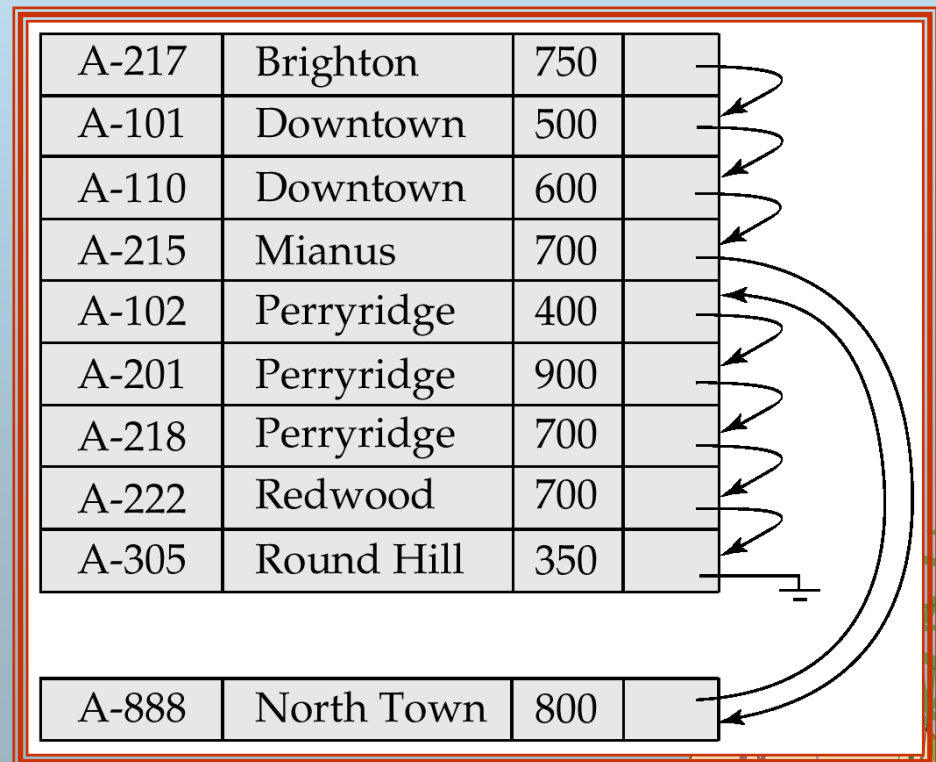 A-217 Brighton 750
A-101 Downtown 500
A-110 Downtown 600
A-215 Mianus 700
A-102 Perryridge 400
A-201 Perryridge 900
A-218 Perryridge 700
A-222 Redwood 700
A-305 Round Hill 350
A-888 North Town 800